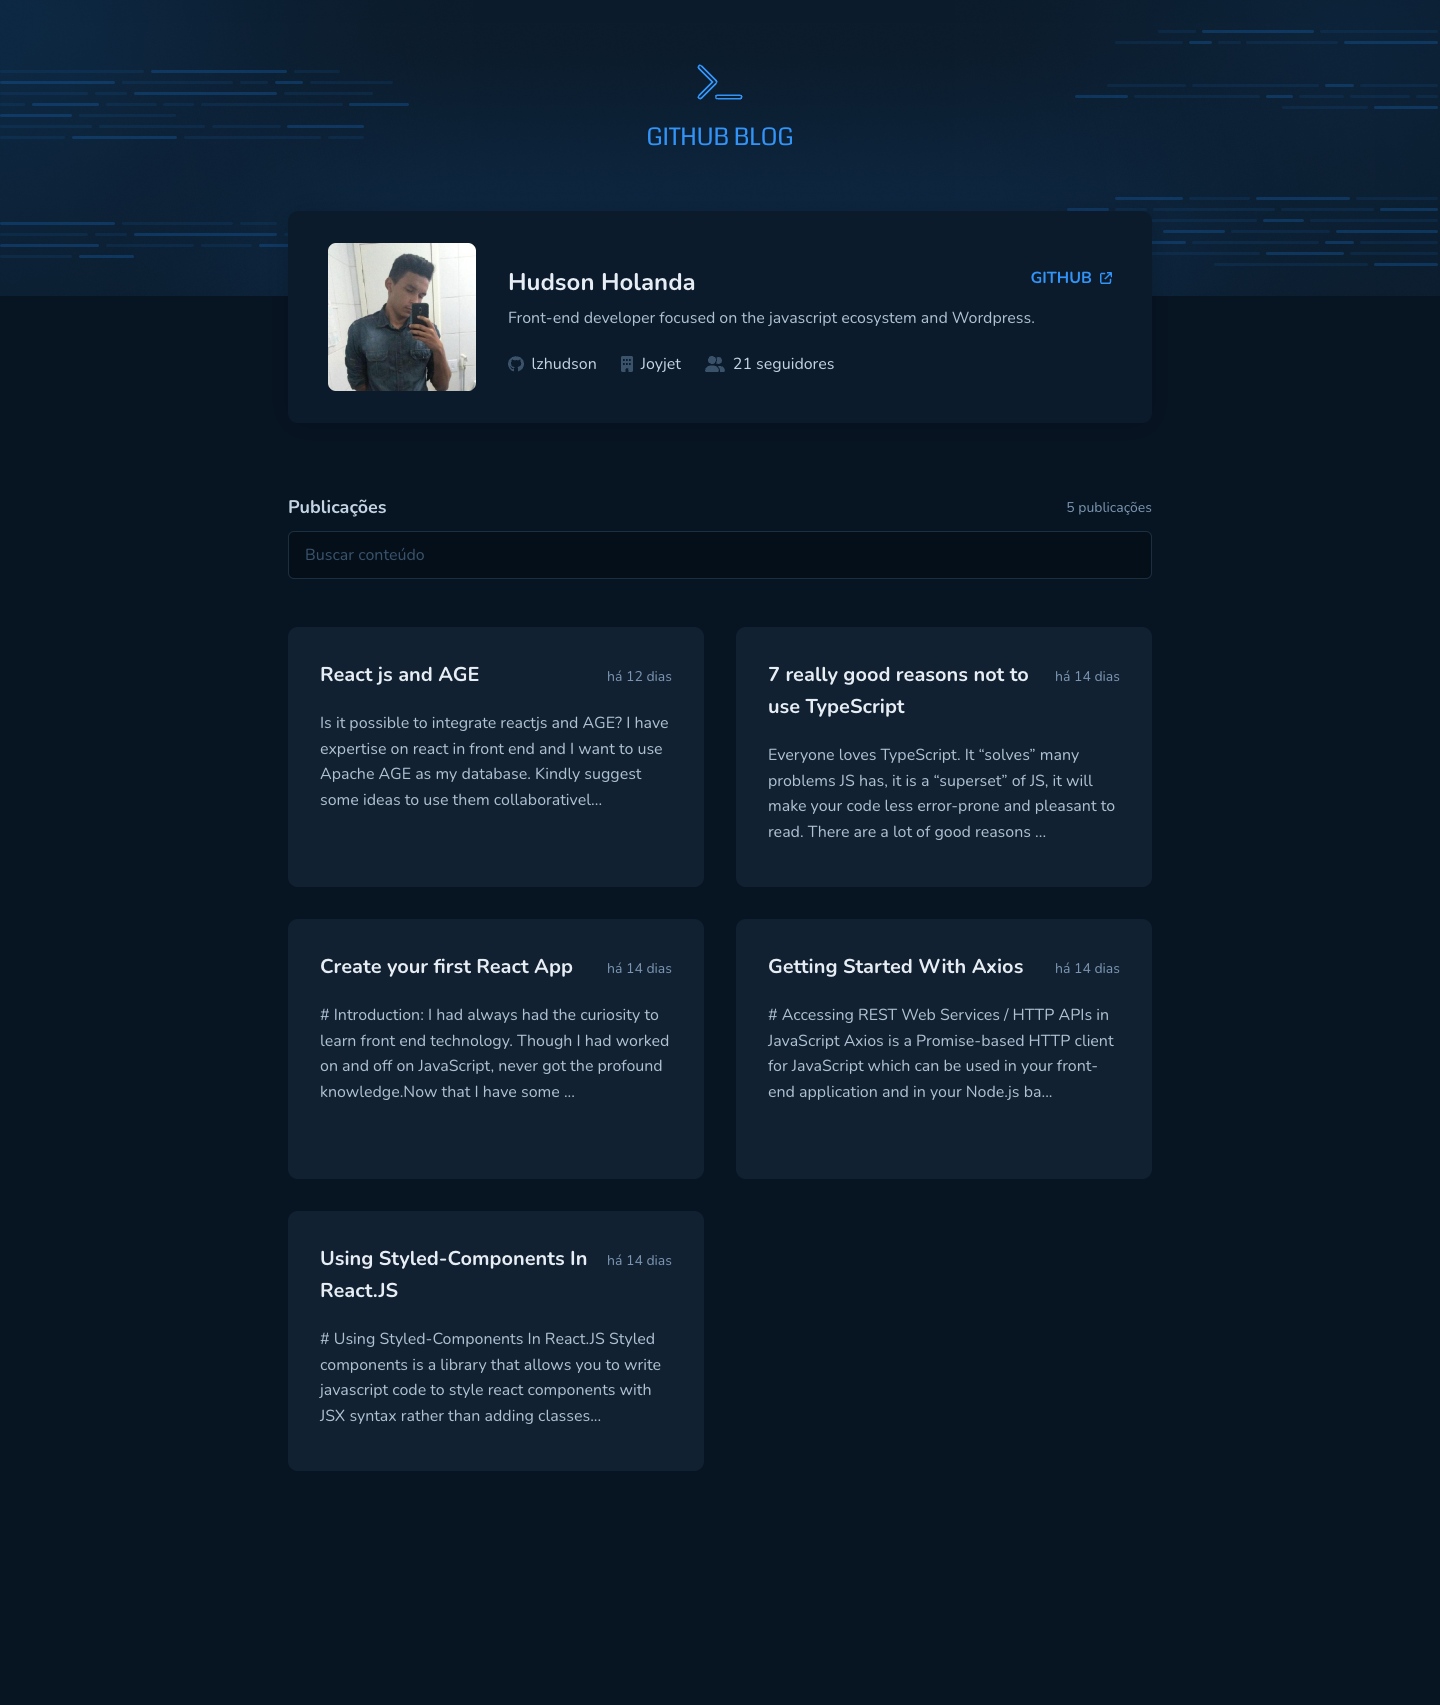 GITHUB BLOG
Hudson Holanda
GITHUB
Front-end developer focused on the javascript ecosystem and Wordpress.
lzhudson Joyjet 21 seguidores
Publicações
5 publicações
Buscar conteúdo
React js and AGE
há 12 dias
Is it possible to integrate reactjs and AGE? I have
expertise on react in front end and I want to use
Apache AGE as my database. Kindly suggest
some ideas to use them collaborativel...
7 really good reasons not to
use TypeScript
há 14 dias
Everyone loves TypeScript. It “solves” many
problems JS has, it is a “superset” of JS, it will
make your code less error-prone and pleasant to
read. There are a lot of good reasons ...
Create your first React App
há 14 dias
# Introduction: I had always had the curiosity to
learn front end technology. Though I had worked
on and off on JavaScript, never got the profound
knowledge.Now that I have some ...
Getting Started With Axios
há 14 dias
# Accessing REST Web Services / HTTP APIs in
JavaScript Axios is a Promise-based HTTP client
for JavaScript which can be used in your front-
end application and in your Node.js ba...
Using Styled-Components In
React.JS
há 14 dias
# Using Styled-Components In React.JS Styled
components is a library that allows you to write
javascript code to style react components with
JSX syntax rather than adding classes...